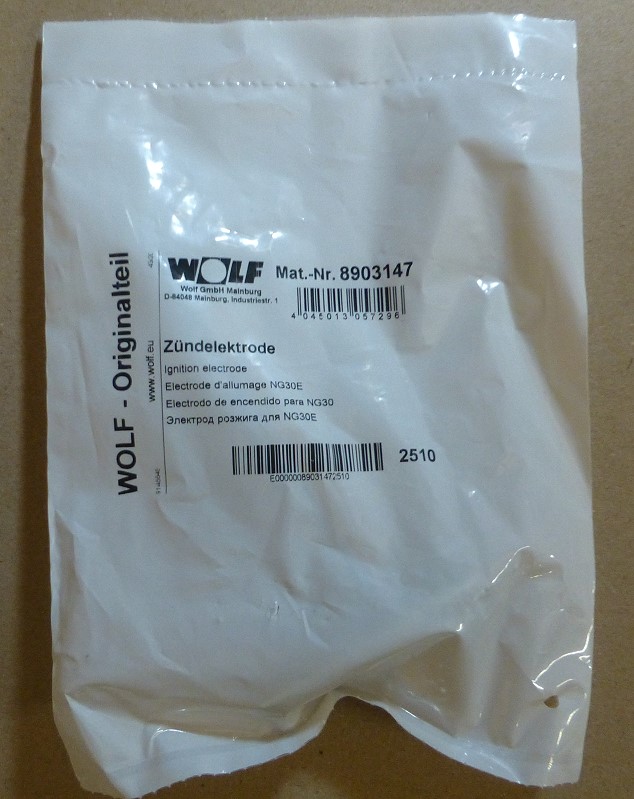 WOLF - Originalteil
www.wolf.eu
WOLF
Mat.-Nr. 8903147
Wolf GmbH Mainburg
D-84048 Mainburg, Industriestr. 1
4 045013 057296
Zündelektrode
Ignition electrode
Electrode d'allumage NG30E
Electrodo de encendido para NG30
Электрод розжига для NG30E
2510
E00000089031472510